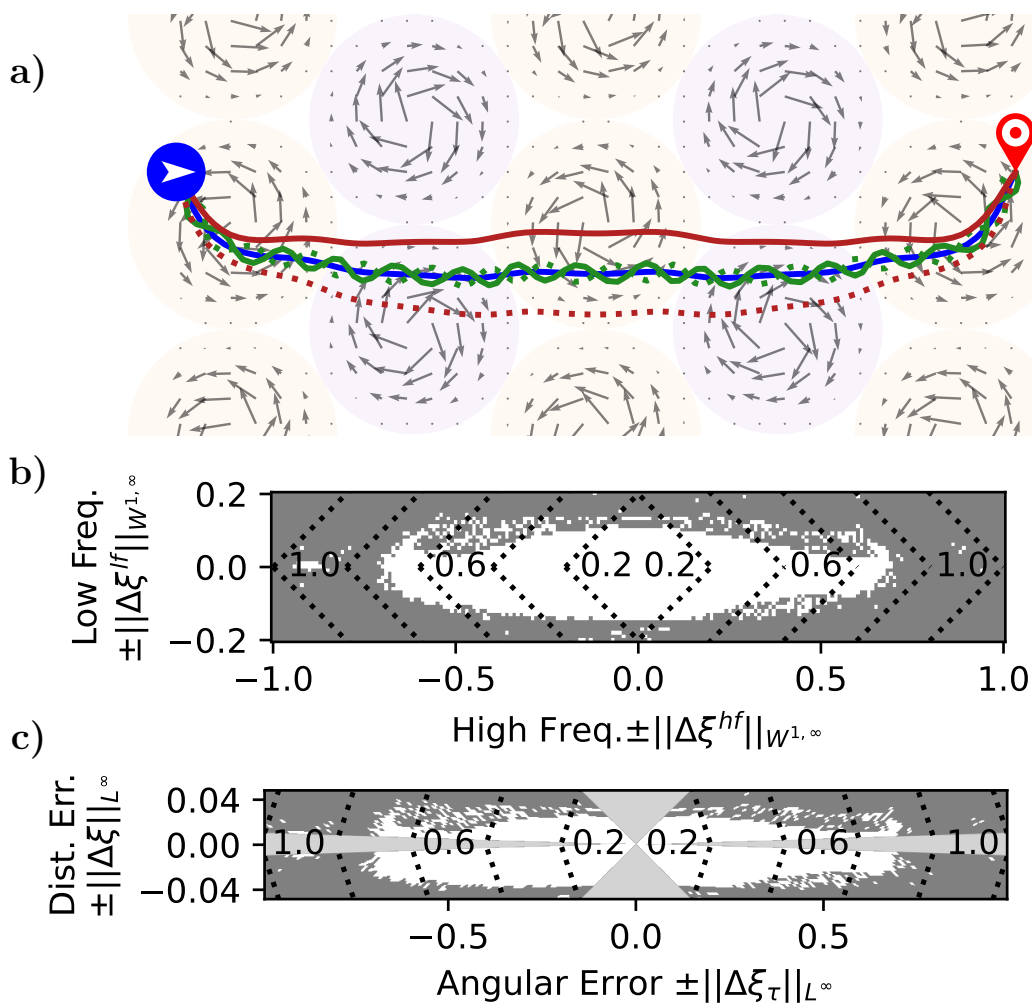 a)
b)
Low Freq.
±||Δξ^{lf}||_{W^{1,∞}}
0.2
0.0
−0.2
1.0 0.6 0.2 0.2 0.6 1.0
−1.0 −0.5 0.0 0.5 1.0
High Freq.±||Δξ^{hf}||_{W^{1,∞}}
c)
Dist. Err.
±||Δξ||_{L^∞}
0.04
0.00
−0.04
1.0 0.6 0.2 0.2 0.6 1.0
−0.5 0.0 0.5
Angular Error ±||Δξ_τ||_{L^∞}